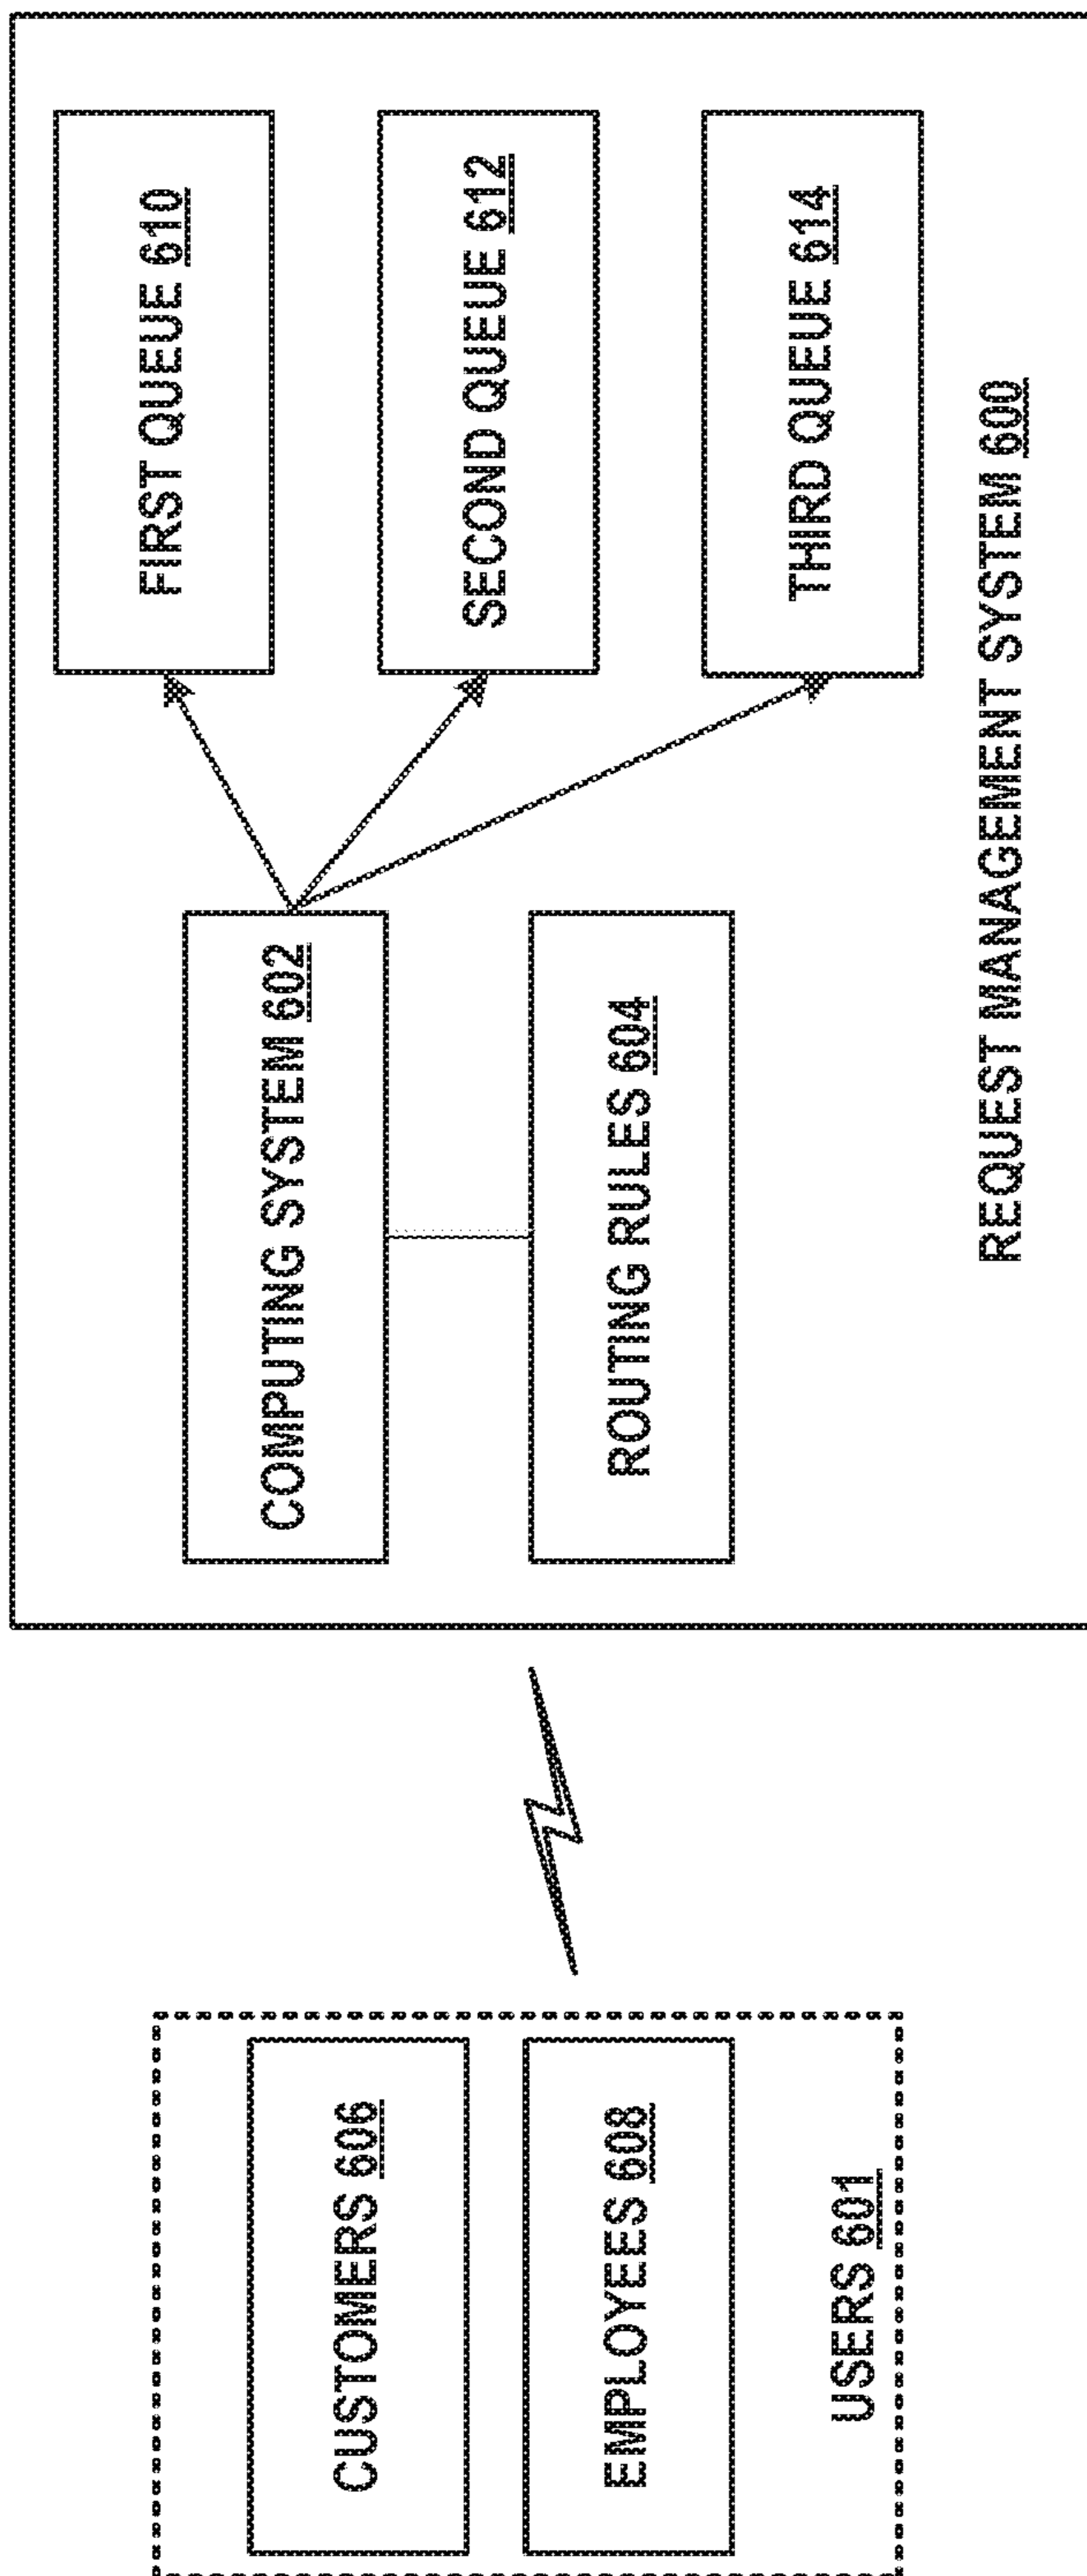 CUSTOMERS 606
EMPLOYEES 608
USERS 601
COMPUTING SYSTEM 602
ROUTING RULES 604
FIRST QUEUE 610
SECOND QUEUE 612
THIRD QUEUE 614
REQUEST MANAGEMENT SYSTEM 600